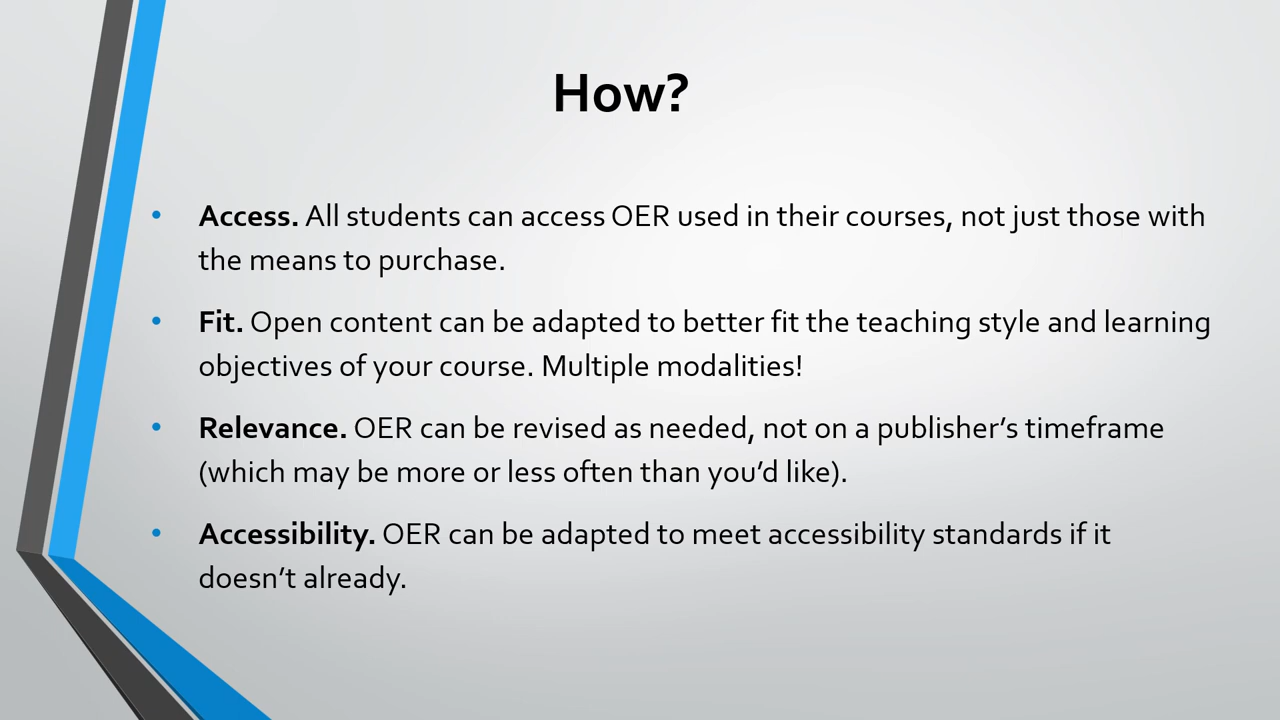 How?
• Access. All students can access OER used in their courses, not just those with
the means to purchase.
• Fit. Open content can be adapted to better fit the teaching style and learning
objectives of your course. Multiple modalities!
• Relevance. OER can be revised as needed, not on a publisher’s timeframe
(which may be more or less often than you’d like).
• Accessibility. OER can be adapted to meet accessibility standards if it
doesn’t already.